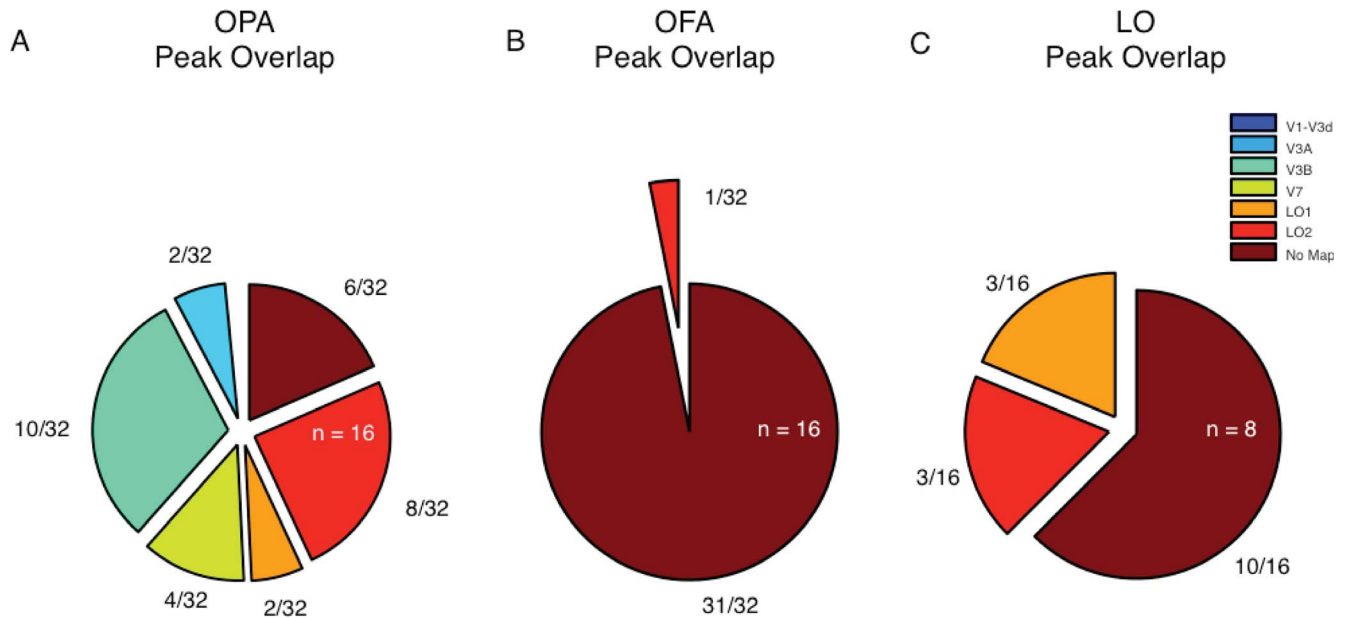 A
OPA
Peak Overlap
2/32
6/32
10/32
n = 16
8/32
4/32
2/32
B
OFA
Peak Overlap
1/32
n = 16
31/32
C
LO
Peak Overlap
V1-V3d
V3A
V3B
V7
LO1
LO2
No Map
3/16
n = 8
3/16
10/16